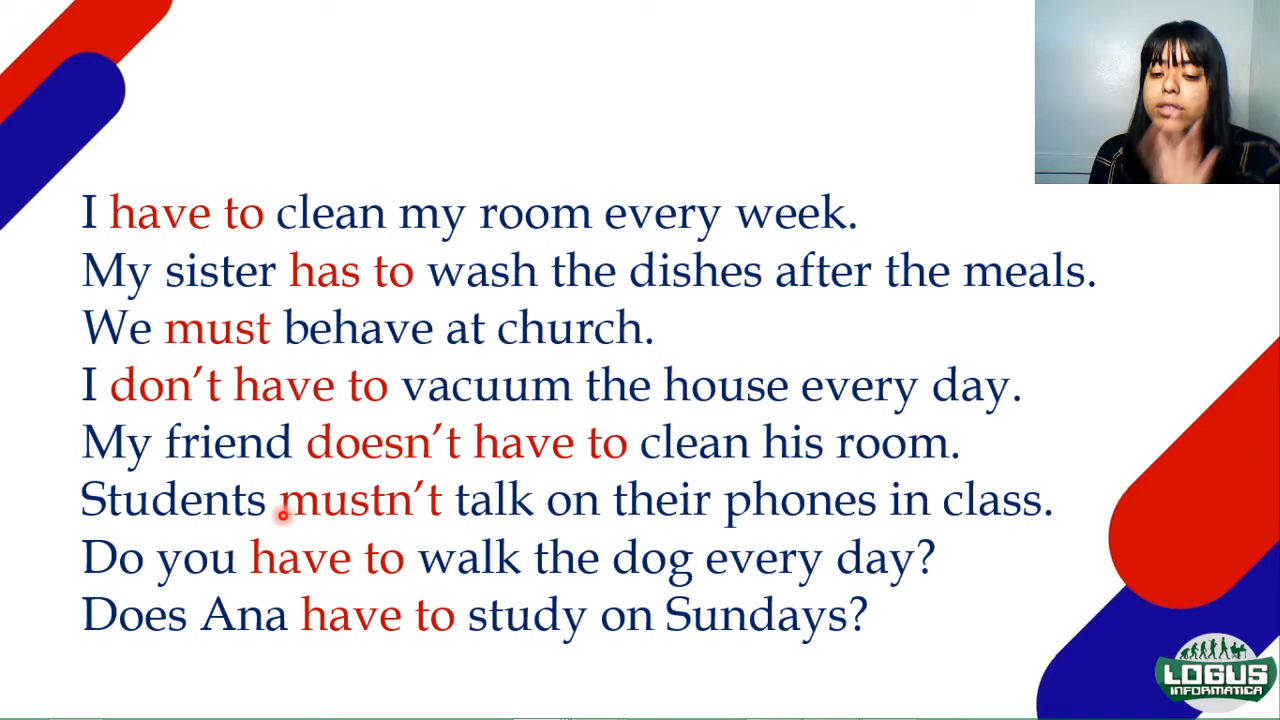 I have to clean my room every week.
My sister has to wash the dishes after the meals.
We must behave at church.
I don’t have to vacuum the house every day.
My friend doesn’t have to clean his room.
Students mustn’t talk on their phones in class.
Do you have to walk the dog every day?
Does Ana have to study on Sundays?
LOGUS
INFORMATICA